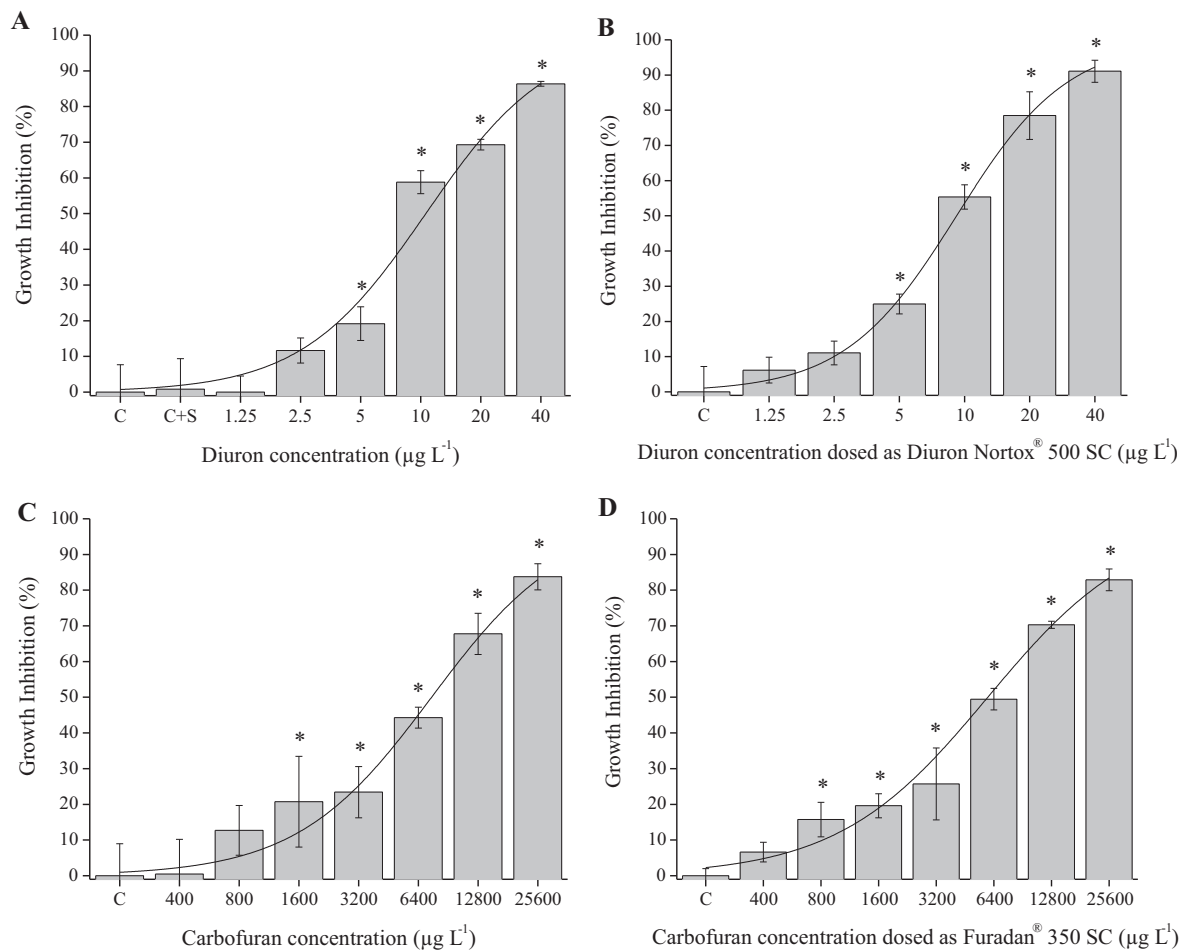 A
Growth Inhibition (%)
100
90
80
70
60
50
40
30
20
10
0
* * * *
C C+S 1.25 2.5 5 10 20 40
Diuron concentration (µg L-1)
B
Growth Inhibition (%)
100
90
80
70
60
50
40
30
20
10
0
* * * *
C 1.25 2.5 5 10 20 40
Diuron concentration dosed as Diuron Nortox® 500 SC (µg L-1)
C
Growth Inhibition (%)
100
90
80
70
60
50
40
30
20
10
0
* * * * *
C 400 800 1600 3200 6400 12800 25600
Carbofuran concentration (µg L-1)
D
Growth Inhibition (%)
100
90
80
70
60
50
40
30
20
10
0
* * * * * *
C 400 800 1600 3200 6400 12800 25600
Carbofuran concentration dosed as Furadan® 350 SC (µg L-1)